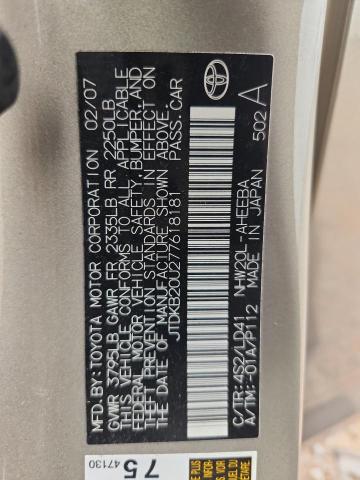 MFD.BY:TOYOTA MOTOR CORPORATION 02/07
GVWR 3795LB GAWR FR 2335LB RR 2250LB
THIS VEHICLE CONFORMS TO ALL APPLICABLE
FEDERAL MOTOR VEHICLE SAFETY, BUMPER, AND
THEFT PREVENTION STANDARDS IN EFFECT ON
THE DATE OF MANUFACTURE SHOWN ABOVE.
JTDKB20U277618181 PASS.CAR
C/TR:4S2/LD41 NHW20L-AHEEBA
A/TM:-01A/P112 MADE IN JAPAN
502 A
75
47130